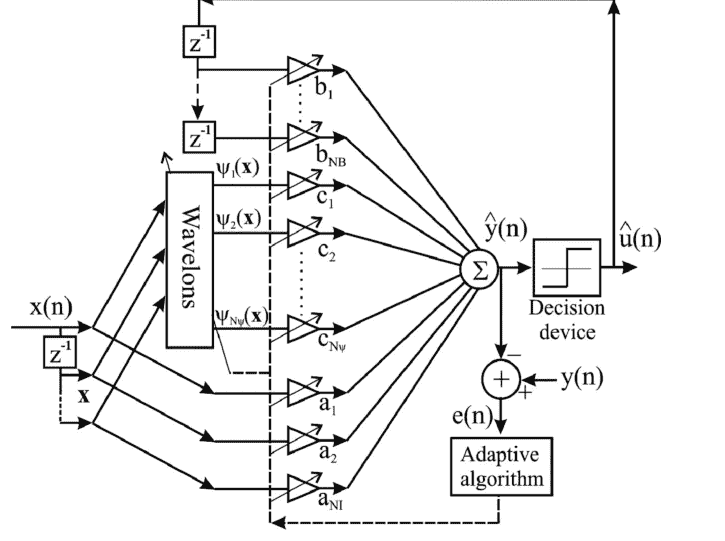 z⁻¹
b₁
z⁻¹
b_NB
ψ₁(x)
c₁
Wavelons
ψ₂(x)
c₂
ŷ(n)
û(n)
Σ
Decision
device
x(n)
ψ_Nψ(x)
c_Nψ
z⁻¹
x
a₁
−
+
+
y(n)
e(n)
a₂
Adaptive
algorithm
a_NI